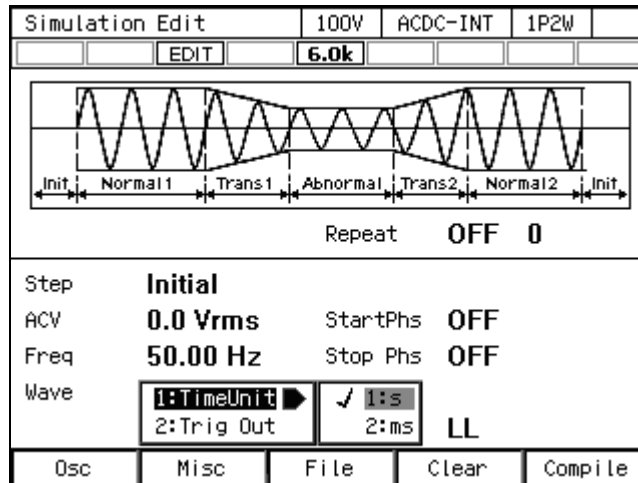 Simulation Edit 100V ACDC-INT 1P2W
EDIT 6.0k
Init Normal1 Trans1 Abnormal Trans2 Normal2 Init
Repeat OFF 0
Step Initial
ACV 0.0 Vrms StartPhs OFF
Freq 50.00 Hz Stop Phs OFF
Wave 1:TimeUnit ✓ 1:s
2:Trig Out 2:ms LL
Osc Misc File Clear Compile